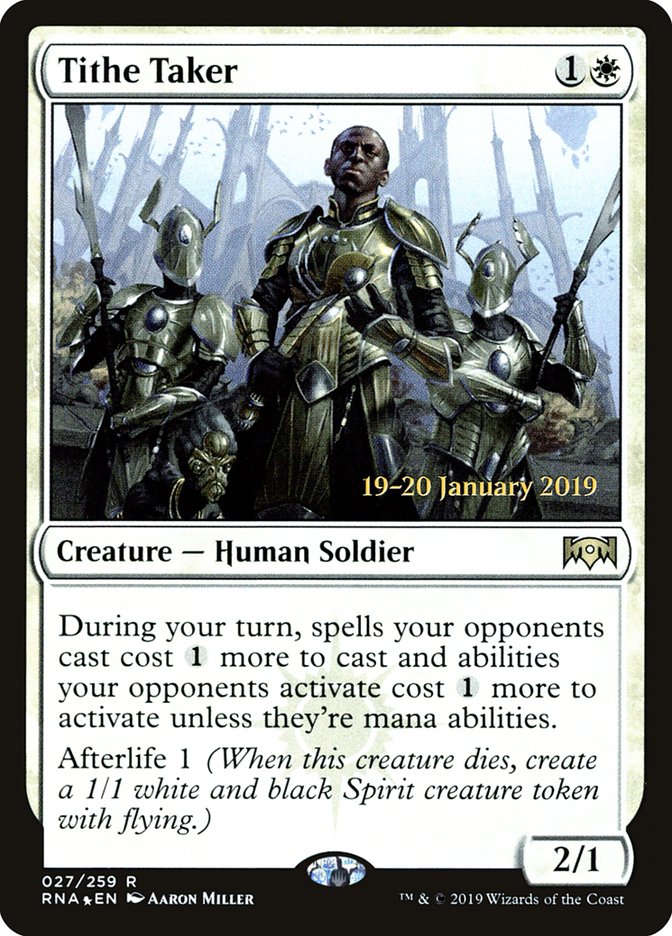 Tithe Taker 1
19–20 January 2019
Creature — Human Soldier
During your turn, spells your opponents
cast cost 1 more to cast and abilities
your opponents activate cost 1 more to
activate unless they're mana abilities.
Afterlife 1 (When this creature dies, create
a 1/1 white and black Spirit creature token
with flying.)
2/1
027/259 R
RNA★EN Aaron Miller
™ & © 2019 Wizards of the Coast